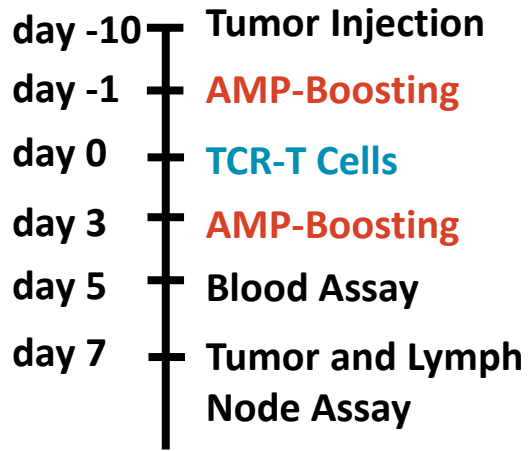 day -10 Tumor Injection
day -1 AMP-Boosting
day 0 TCR-T Cells
day 3 AMP-Boosting
day 5 Blood Assay
day 7 Tumor and Lymph
Node Assay